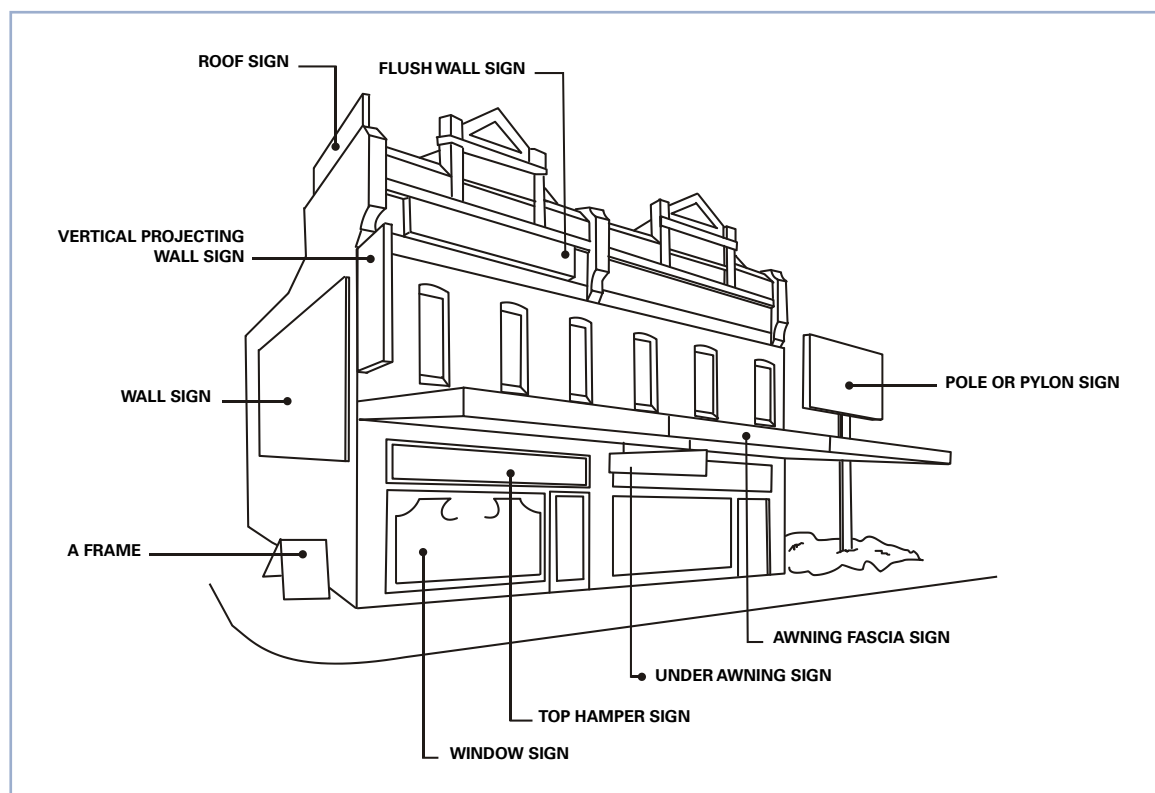 ROOF SIGN
FLUSH WALL SIGN
VERTICAL PROJECTING
WALL SIGN
WALL SIGN
POLE OR PYLON SIGN
A FRAME
AWNING FASCIA SIGN
UNDER AWNING SIGN
TOP HAMPER SIGN
WINDOW SIGN